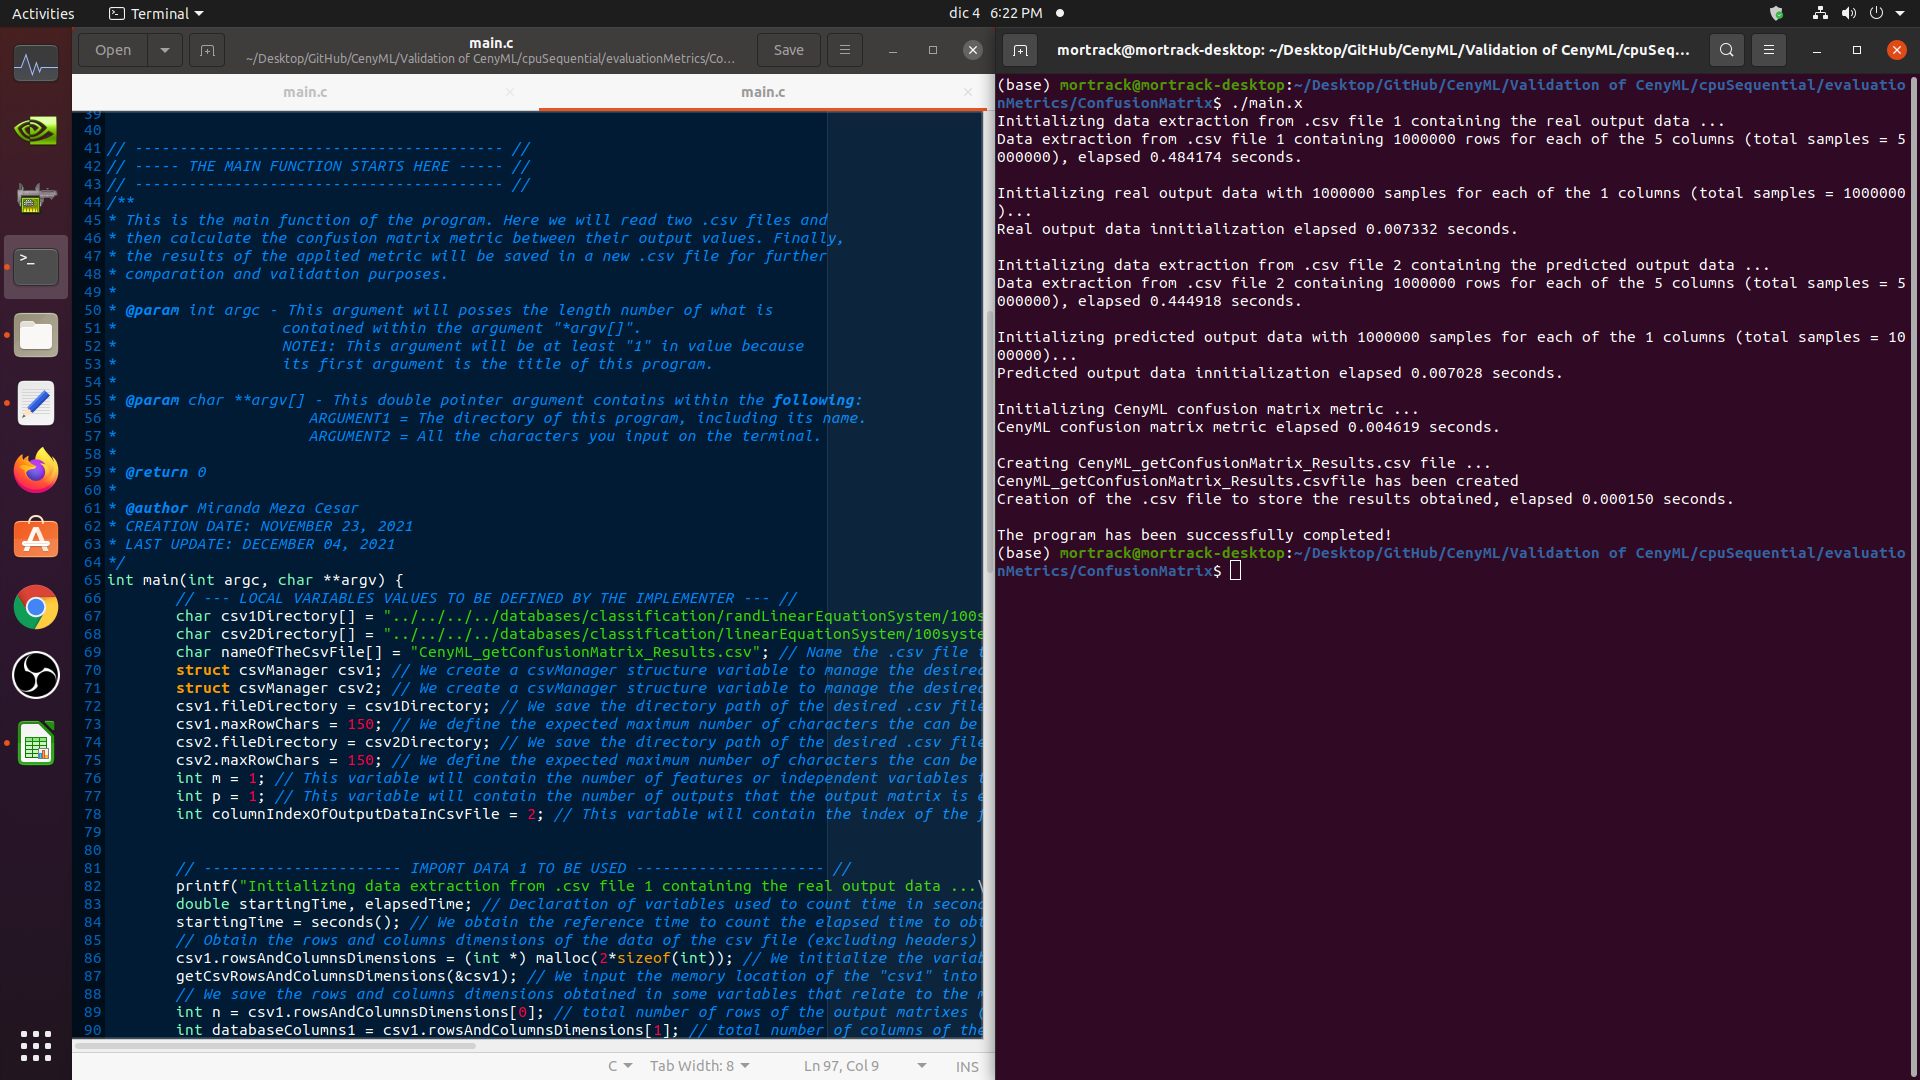 Activities
Terminal
dic 4 6:22 PM
Open
main.c
~/Desktop/GitHub/CenyML/Validation of CenyML/cpuSequential/evaluationMetrics/Co...
Save
mortrack@mortrack-desktop: ~/Desktop/GitHub/CenyML/Validation of CenyML/cpuSeq...
main.c
main.c
39
40
41 // ----------------------------------------- //
42 // ----- THE MAIN FUNCTION STARTS HERE ----- //
43 // ----------------------------------------- //
44 /**
45 * This is the main function of the program. Here we will read two .csv files and
46 * then calculate the confusion matrix metric between their output values. Finally,
47 * the results of the applied metric will be saved in a new .csv file for further
48 * comparation and validation purposes.
49 *
50 * @param int argc - This argument will posses the length number of what is
51 * contained within the argument "*argv[]".
52 * NOTE1: This argument will be at least "1" in value because
53 * its first argument is the title of this program.
54 *
55 * @param char **argv[] - This double pointer argument contains within the following:
56 * ARGUMENT1 = The directory of this program, including its name.
57 * ARGUMENT2 = All the characters you input on the terminal.
58 *
59 * @return 0
60 *
61 * @author Miranda Meza Cesar
62 * CREATION DATE: NOVEMBER 23, 2021
63 * LAST UPDATE: DECEMBER 04, 2021
64 */
65 int main(int argc, char **argv) {
66 // --- LOCAL VARIABLES VALUES TO BE DEFINED BY THE IMPLEMENTER --- //
67 char csv1Directory[] = "../../../../databases/classification/randLinearEquationSystem/100s
68 char csv2Directory[] = "../../../../databases/classification/linearEquationSystem/100syste
69 char nameOfTheCsvFile[] = "CenyML_getConfusionMatrix_Results.csv"; // Name the .csv file t
70 struct csvManager csv1; // We create a csvManager structure variable to manage the desired
71 struct csvManager csv2; // We create a csvManager structure variable to manage the desired
72 csv1.fileDirectory = csv1Directory; // We save the directory path of the desired .csv file
73 csv1.maxRowChars = 150; // We define the expected maximum number of characters the can be
74 csv2.fileDirectory = csv2Directory; // We save the directory path of the desired .csv file
75 csv2.maxRowChars = 150; // We define the expected maximum number of characters the can be
76 int m = 1; // This variable will contain the number of features or independent variables t
77 int p = 1; // This variable will contain the number of outputs that the output matrix is e
78 int columnIndexOfOutputDataInCsvFile = 2; // This variable will contain the index of the f
79
80
81 // ---------------------- IMPORT DATA 1 TO BE USED --------------------- //
82 printf("Initializing data extraction from .csv file 1 containing the real output data ...\
83 double startingTime, elapsedTime; // Declaration of variables used to count time in secon
84 startingTime = seconds(); // We obtain the reference time to count the elapsed time to obt
85 // Obtain the rows and columns dimensions of the data of the csv file (excluding headers)
86 csv1.rowsAndColumnsDimensions = (int *) malloc(2*sizeof(int)); // We initialize the variab
87 getCsvRowsAndColumnsDimensions(&csv1); // We input the memory location of the "csv1" into
88 // We save the rows and columns dimensions obtained in some variables that relate to the m
89 int n = csv1.rowsAndColumnsDimensions[0]; // total number of rows of the output matrixes (
90 int databaseColumns1 = csv1.rowsAndColumnsDimensions[1]; // total number of columns of the
C
Tab Width: 8
Ln 97, Col 9
INS
(base) mortrack@mortrack-desktop:~/Desktop/GitHub/CenyML/Validation of CenyML/cpuSequential/evaluatio
nMetrics/ConfusionMatrix$ ./main.x
Initializing data extraction from .csv file 1 containing the real output data ...
Data extraction from .csv file 1 containing 1000000 rows for each of the 5 columns (total samples = 5
000000), elapsed 0.484174 seconds.

Initializing real output data with 1000000 samples for each of the 1 columns (total samples = 1000000
)...
Real output data innitialization elapsed 0.007332 seconds.

Initializing data extraction from .csv file 2 containing the predicted output data ...
Data extraction from .csv file 2 containing 1000000 rows for each of the 5 columns (total samples = 5
000000), elapsed 0.444918 seconds.

Initializing predicted output data with 1000000 samples for each of the 1 columns (total samples = 10
00000)...
Predicted output data innitialization elapsed 0.007028 seconds.

Initializing CenyML confusion matrix metric ...
CenyML confusion matrix metric elapsed 0.004619 seconds.

Creating CenyML_getConfusionMatrix_Results.csv file ...
CenyML_getConfusionMatrix_Results.csvfile has been created
Creation of the .csv file to store the results obtained, elapsed 0.000150 seconds.

The program has been successfully completed!
(base) mortrack@mortrack-desktop:~/Desktop/GitHub/CenyML/Validation of CenyML/cpuSequential/evaluatio
nMetrics/ConfusionMatrix$